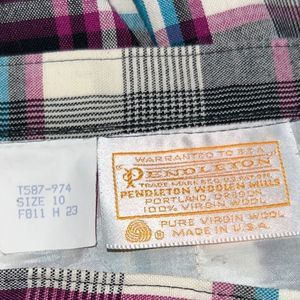 T587-974
SIZE 10
F811 H 23
WARRANTED TO BE A
PENDLETON
TRADE MARK REG. U.S. PAT. OFF.
PENDLETON WOOLEN MILLS
PORTLAND, OREGON
100% VIRGIN WOOL
PURE VIRGIN WOOL
MADE IN U.S.A.